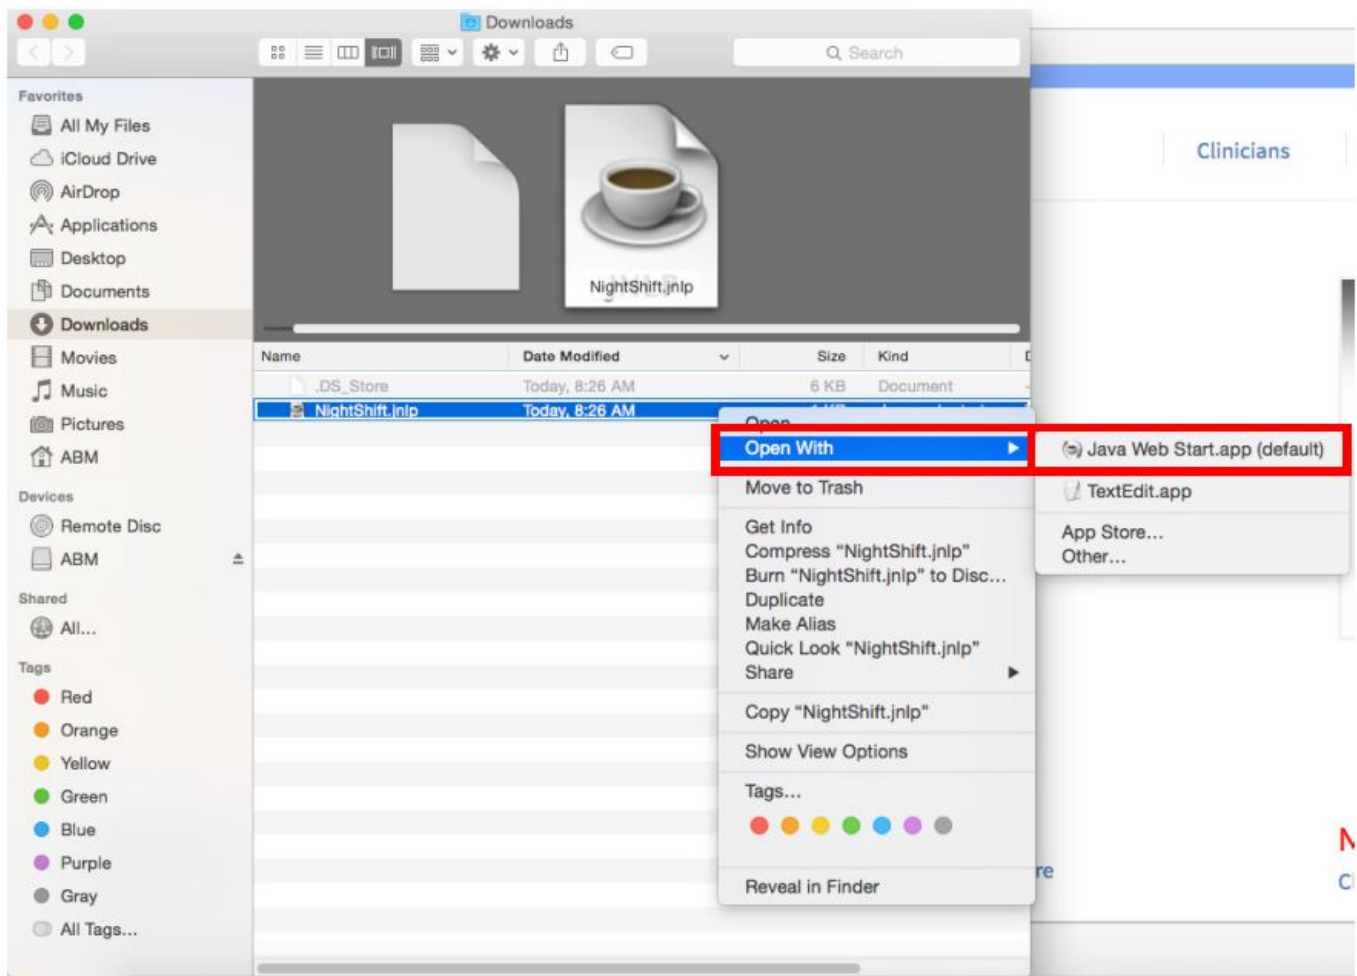 Downloads
Search
Favorites
All My Files
iCloud Drive
AirDrop
Applications
Desktop
Documents
Downloads
Movies
Music
Pictures
ABM
Devices
Remote Disc
ABM
Shared
All...
Tags
Red
Orange
Yellow
Green
Blue
Purple
Gray
All Tags...
NightShift.jnlp
Name Date Modified Size Kind
.DS_Store Today, 8:26 AM 6 KB Document
NightShift.jnlp Today, 8:26 AM
Open
Open With
Move to Trash
Get Info
Compress “NightShift.jnlp”
Burn “NightShift.jnlp” to Disc...
Duplicate
Make Alias
Quick Look “NightShift.jnlp”
Share
Copy “NightShift.jnlp”
Show View Options
Tags...
Reveal in Finder
Java Web Start.app (default)
TextEdit.app
App Store...
Other...
Clinicians
re